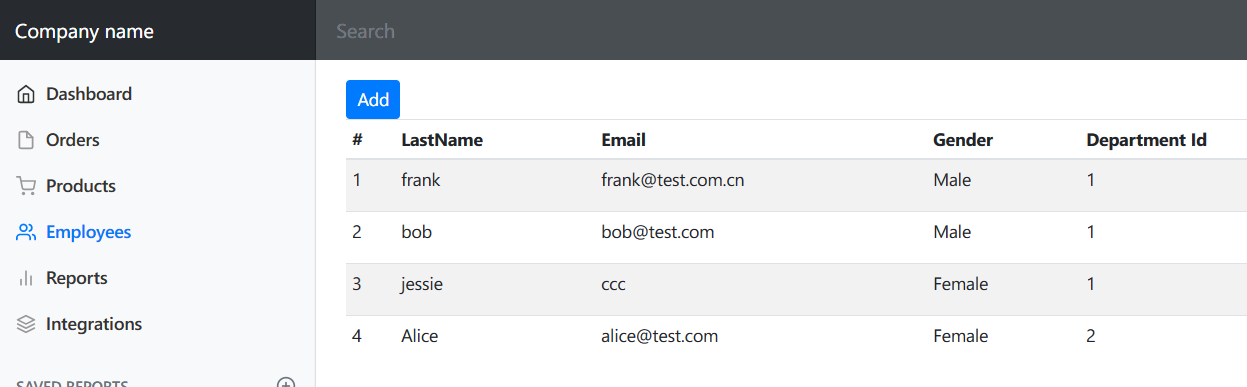 Company name
Search
Dashboard
Orders
Products
Employees
Reports
Integrations
SAVED REPORTS
Add
# LastName Email Gender Department Id
1 frank frank@test.com.cn Male 1
2 bob bob@test.com Male 1
3 jessie ccc Female 1
4 Alice alice@test.com Female 2